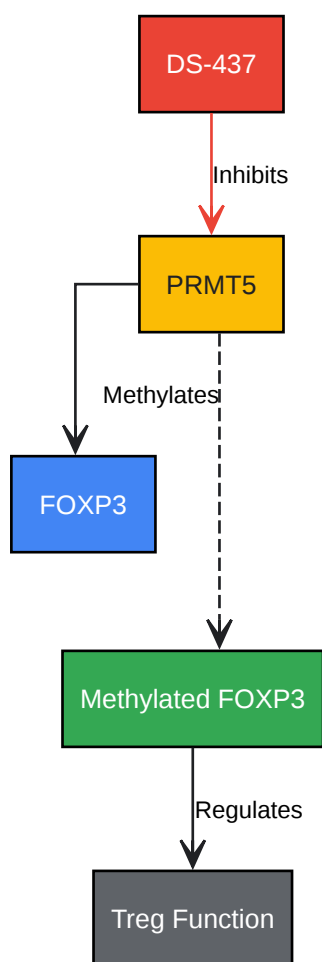 DS-437
Inhibits
PRMT5
Methylates
FOXP3
Methylated FOXP3
Regulates
Treg Function